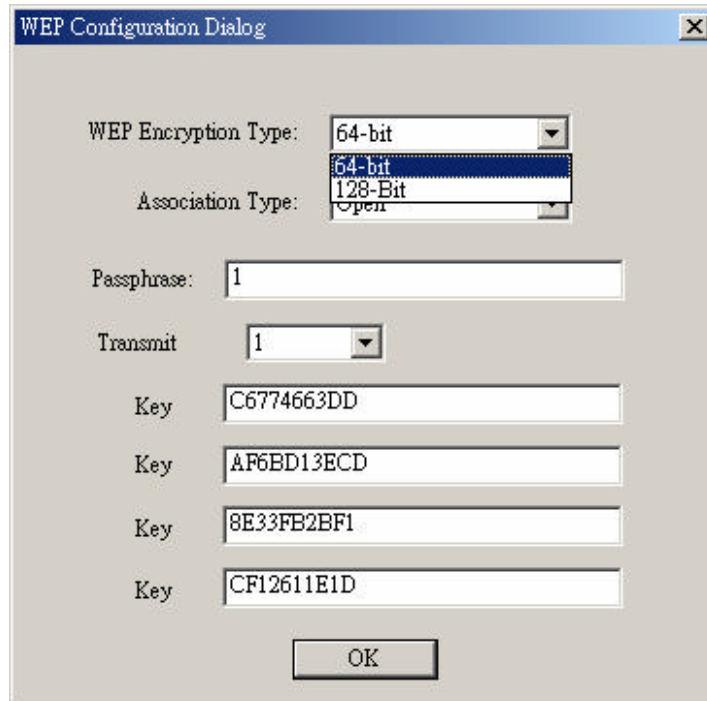 WEP Configuration Dialog
WEP Encryption Type: 64-bit
64-bit
128-Bit
Association Type: Open
Passphrase: 1
Transmit 1
Key C6774663DD
Key AF6BD13ECD
Key 8E33FB2BF1
Key CF12611E1D
OK